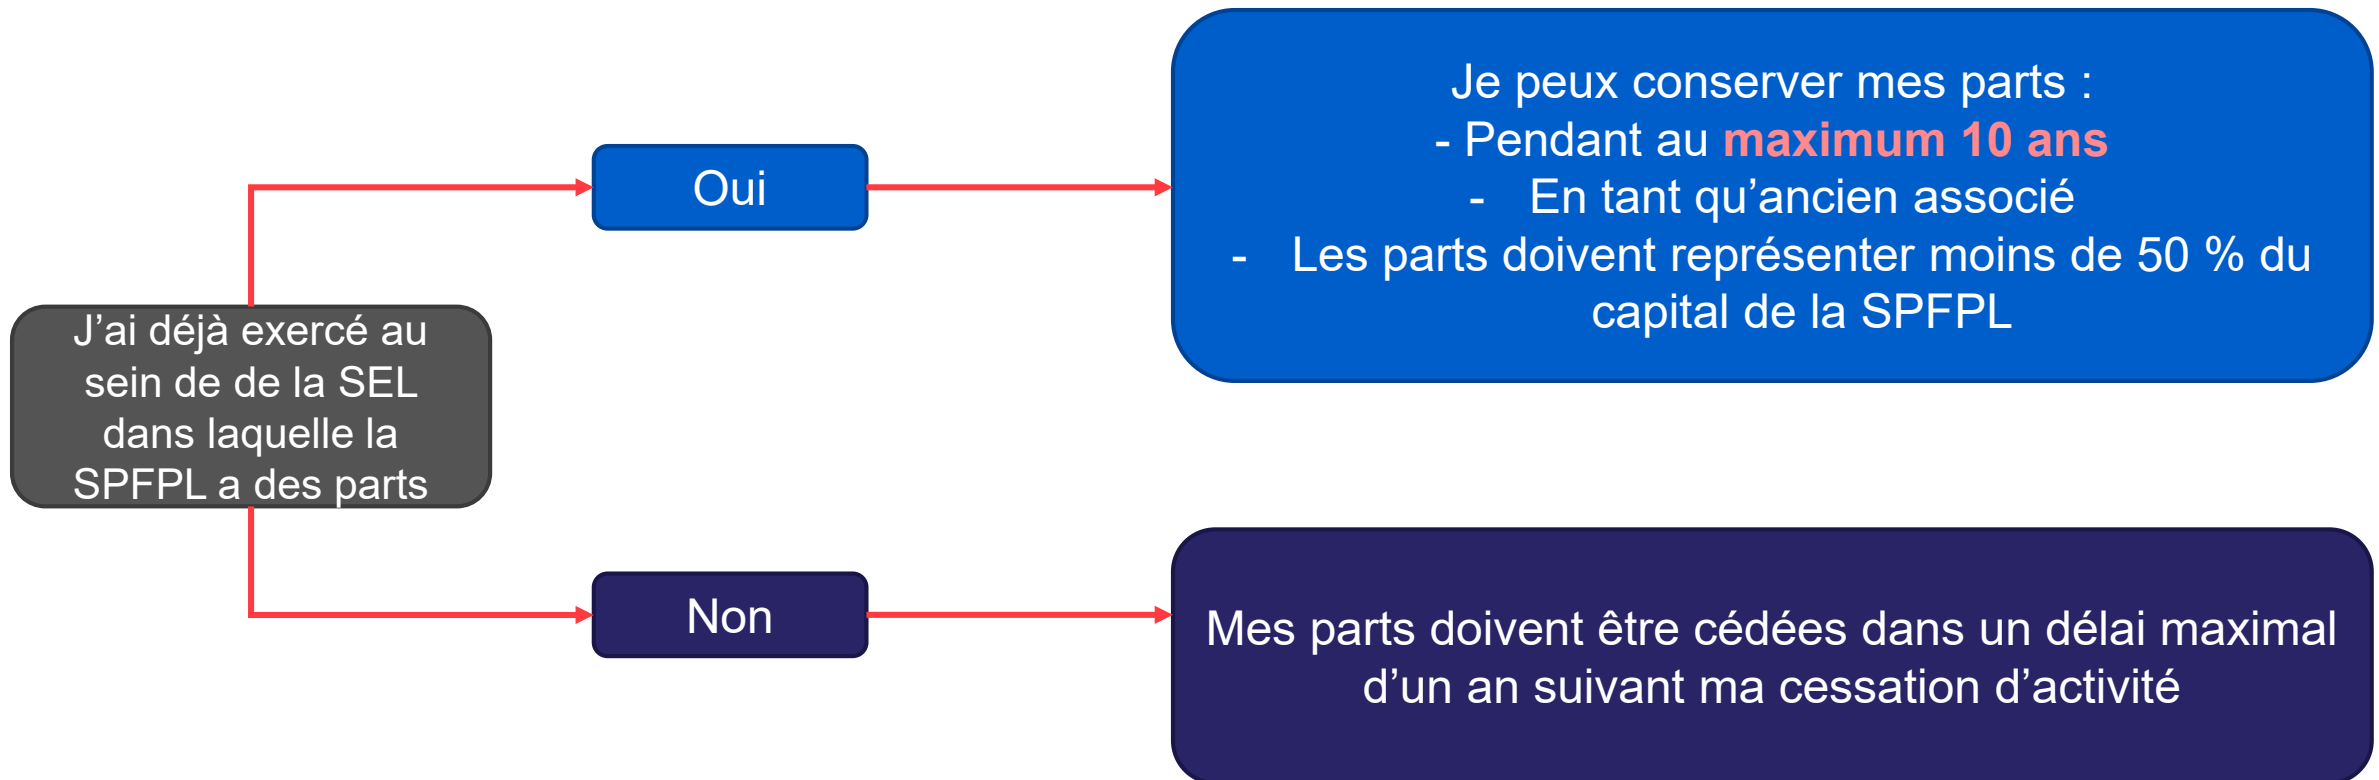 J’ai déjà exercé au
sein de de la SEL
dans laquelle la
SPFPL a des parts
Oui
Je peux conserver mes parts :
- Pendant au maximum 10 ans
- En tant qu’ancien associé
- Les parts doivent représenter moins de 50 % du
capital de la SPFPL
Non
Mes parts doivent être cédées dans un délai maximal
d’un an suivant ma cessation d’activité